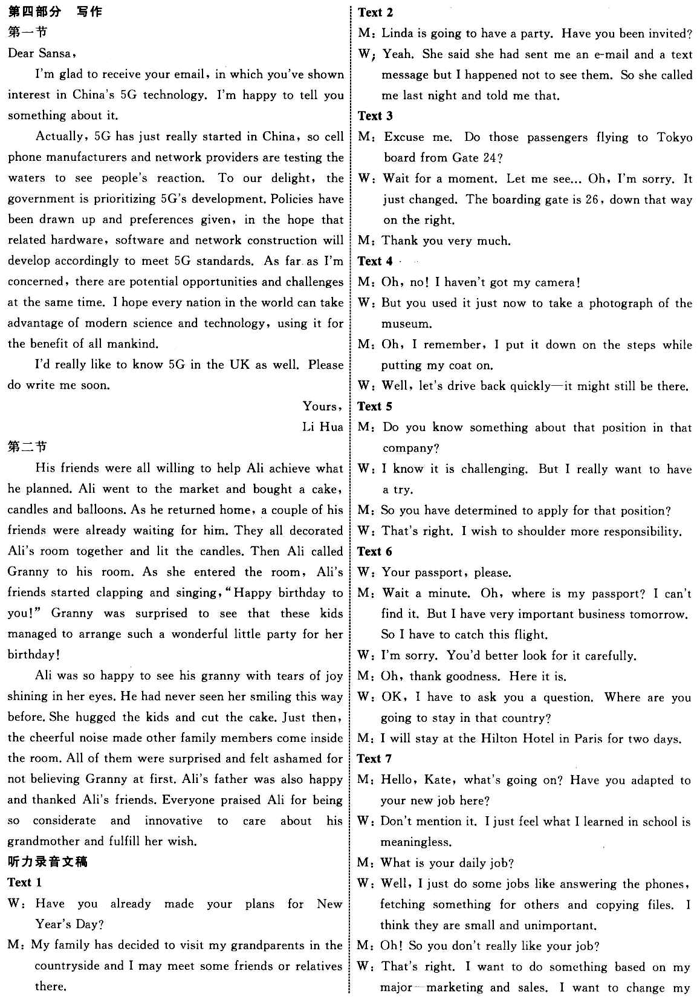 第四部分 写作
第一节
Dear Sansa,
I'm glad to receive your email, in which you've shown
interest in China's 5G technology. I'm happy to tell you
something about it.
Actually, 5G has just really started in China, so cell
phone manufacturers and network providers are testing the
waters to see people's reaction. To our delight, the
government is prioritizing 5G's development. Policies have
been drawn up and preferences given, in the hope that
related hardware, software and network construction will
develop accordingly to meet 5G standards. As far as I'm
concerned, there are potential opportunities and challenges
at the same time. I hope every nation in the world can take
advantage of modern science and technology, using it for
the benefit of all mankind.
I'd really like to know 5G in the UK as well. Please
do write me soon.
Yours,
Li Hua
第二节
His friends were all willing to help Ali achieve what
he planned. Ali went to the market and bought a cake,
candles and balloons. As he returned home, a couple of his
friends were already waiting for him. They all decorated
Ali's room together and lit the candles. Then Ali called
Granny to his room. As she entered the room, Ali's
friends started clapping and singing, "Happy birthday to
you!" Granny was surprised to see that these kids
managed to arrange such a wonderful little party for her
birthday!
Ali was so happy to see his granny with tears of joy
shining in her eyes. He had never seen her smiling this way
before. She hugged the kids and cut the cake. Just then,
the cheerful noise made other family members come inside
the room. All of them were surprised and felt ashamed for
not believing Granny at first. Ali's father was also happy
and thanked Ali's friends. Everyone praised Ali for being
so considerate and innovative to care about his
grandmother and fulfill her wish.
听力录音文稿
Text 1
W: Have you already made your plans for New
Year's Day?
M: My family has decided to visit my grandparents in the
countryside and I may meet some friends or relatives
there.
Text 2
M: Linda is going to have a party. Have you been invited?
W; Yeah. She said she had sent me an e-mail and a text
message but I happened not to see them. So she called
me last night and told me that.
Text 3
M: Excuse me. Do those passengers flying to Tokyo
board from Gate 24?
W: Wait for a moment. Let me see... Oh, I'm sorry. It
just changed. The boarding gate is 26, down that way
on the right.
M: Thank you very much.
Text 4
M: Oh, no! I haven't got my camera!
W: But you used it just now to take a photograph of the
museum.
M: Oh, I remember, I put it down on the steps while
putting my coat on.
W: Well, let's drive back quickly—it might still be there.
Text 5
M: Do you know something about that position in that
company?
W: I know it is challenging. But I really want to have
a try.
M: So you have determined to apply for that position?
W: That's right. I wish to shoulder more responsibility.
Text 6
W: Your passport, please.
M: Wait a minute. Oh, where is my passport? I can't
find it. But I have very important business tomorrow.
So I have to catch this flight.
W: I'm sorry. You'd better look for it carefully.
M: Oh, thank goodness. Here it is.
W: OK, I have to ask you a question. Where are you
going to stay in that country?
M: I will stay at the Hilton Hotel in Paris for two days.
Text 7
M: Hello, Kate, what's going on? Have you adapted to
your new job here?
W: Don't mention it. I just feel what I learned in school is
meaningless.
M: What is your daily job?
W: Well, I just do some jobs like answering the phones,
fetching something for others and copying files. I
think they are small and unimportant.
M: Oh! So you don't really like your job?
W: That's right. I want to do something based on my
major—marketing and sales. I want to change my